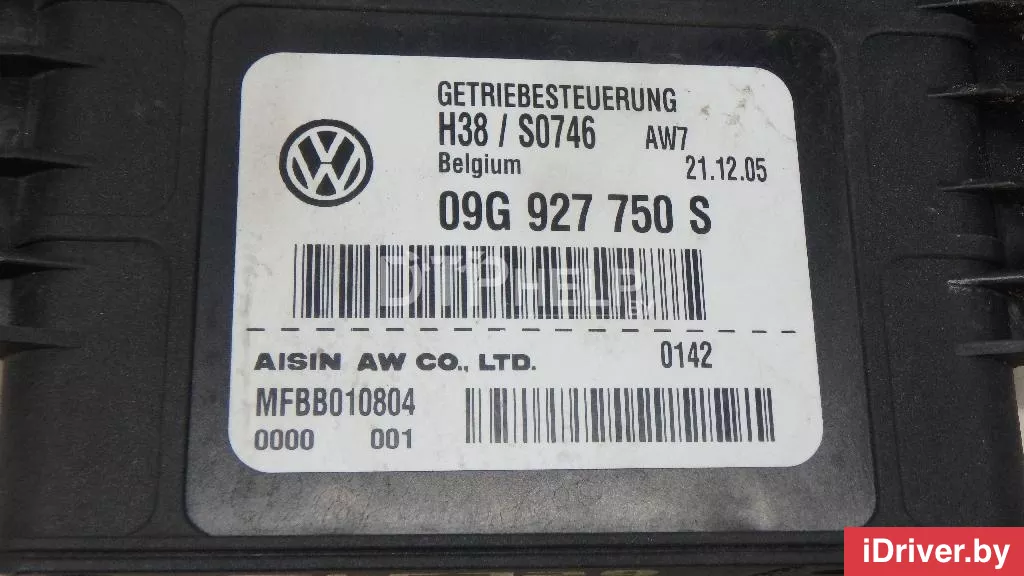 GETRIEBESTEUERUNG
H38 / S0746 AW7
Belgium 21.12.05
09G 927 750 S
DTPHELP
AISIN AW CO., LTD. 0142
MFBB010804
0000 001
iDriver.by